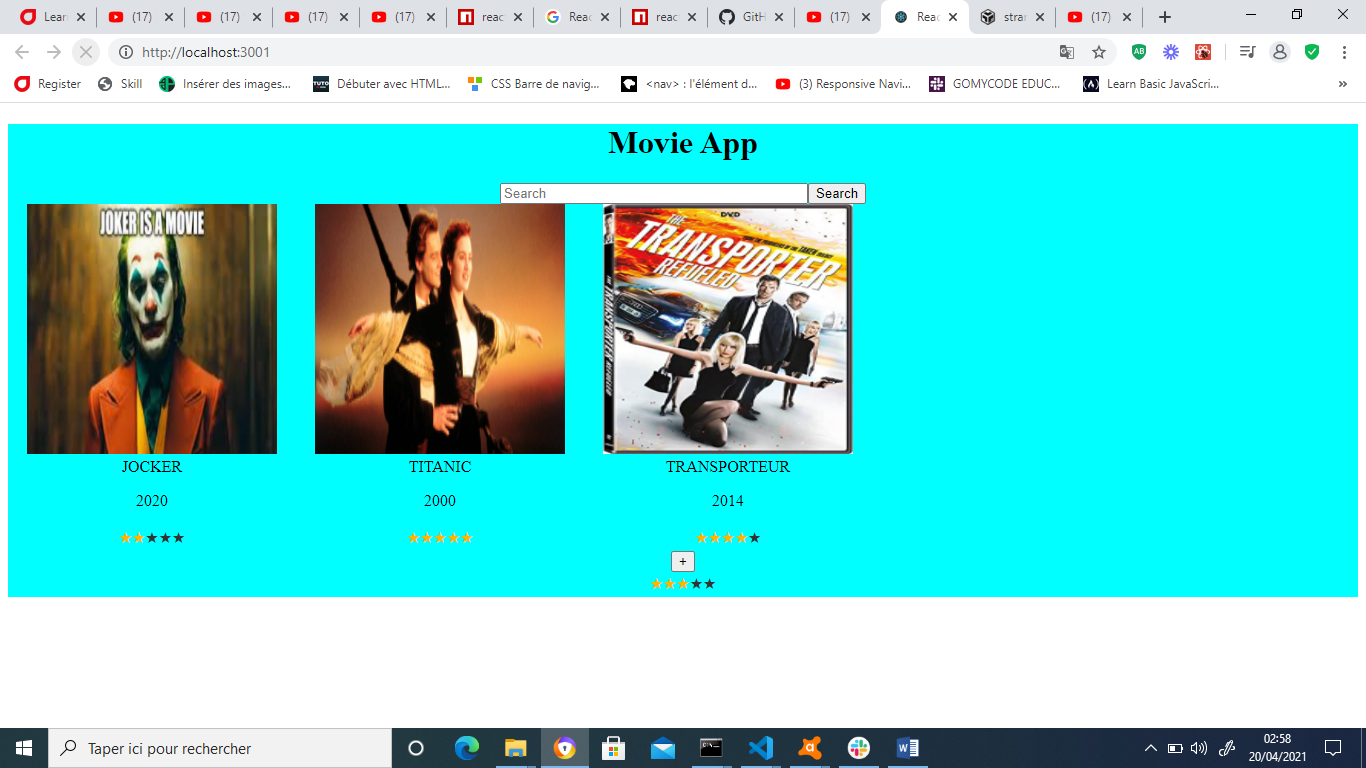 Learn
(17)
(17)
(17)
(17)
reac
Reac
reac
GitH
(17)
Reac
stran
(17)
http://localhost:3001
Register
Skill
Insérer des images...
Débuter avec HTML...
CSS Barre de navig...
<nav> : l'élément d...
(3) Responsive Navi...
GOMYCODE EDUC...
Learn Basic JavaScri...
»
Movie App
Search
Search
JOKER IS A MOVIE
DVD
THE
TRANSPORTER
REFUELED
JOCKER
TITANIC
TRANSPORTEUR
2020
2000
2014
+
Taper ici pour rechercher
02:58
20/04/2021